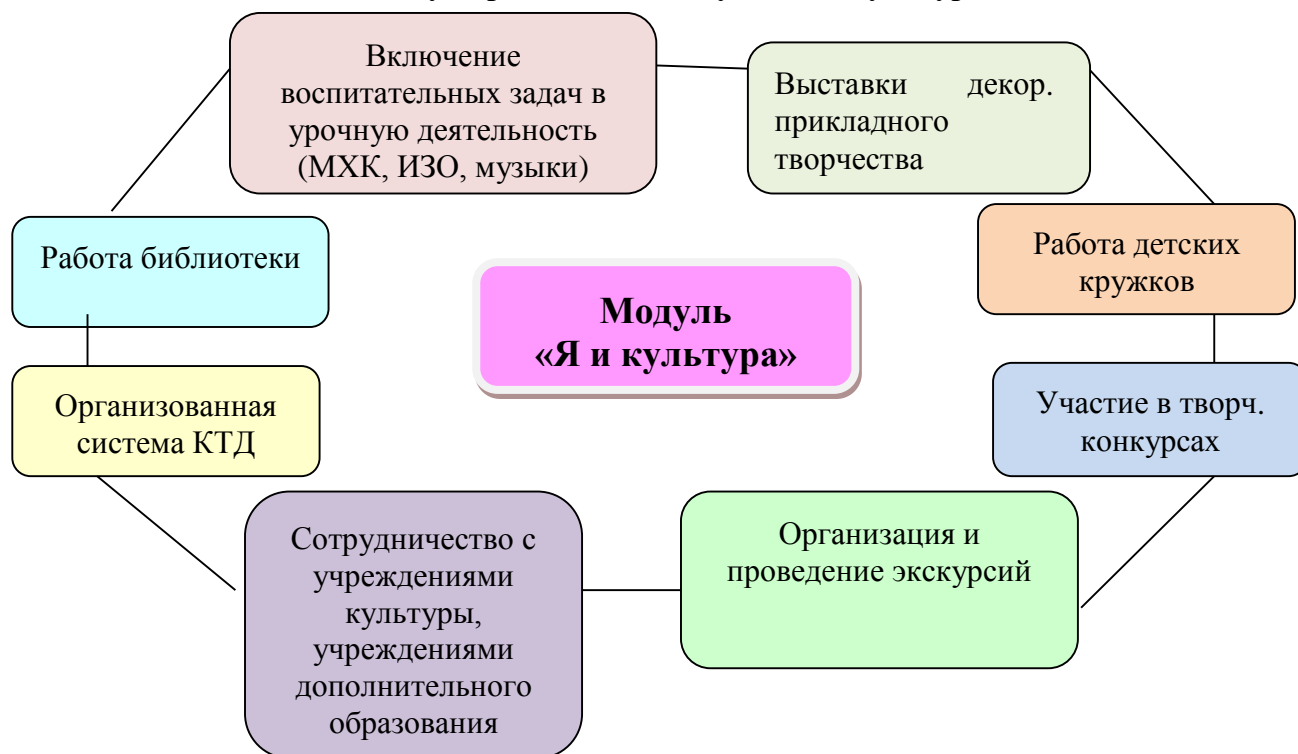 Включение
воспитательных задач в
урочную деятельность
(МХК, ИЗО, музыки)
Выставки декор.
прикладного
творчества
Работа библиотеки
Работа детских
кружков
Модуль
«Я и культура»
Организованная
система КТД
Участие в творч.
конкурсах
Сотрудничество с
учреждениями
культуры,
учреждениями
дополнительного
образования
Организация и
проведение экскурсий